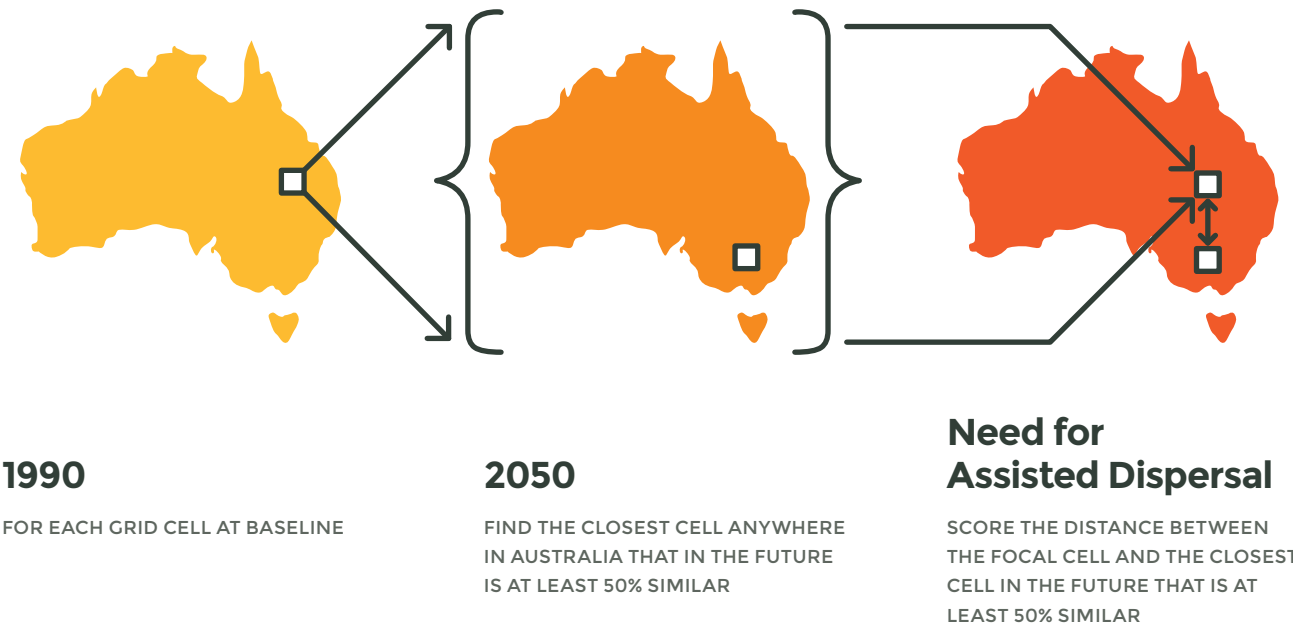 1990
FOR EACH GRID CELL AT BASELINE
2050
FIND THE CLOSEST CELL ANYWHERE
IN AUSTRALIA THAT IN THE FUTURE
IS AT LEAST 50% SIMILAR
Need for
Assisted Dispersal
SCORE THE DISTANCE BETWEEN
THE FOCAL CELL AND THE CLOSEST
CELL IN THE FUTURE THAT IS AT
LEAST 50% SIMILAR